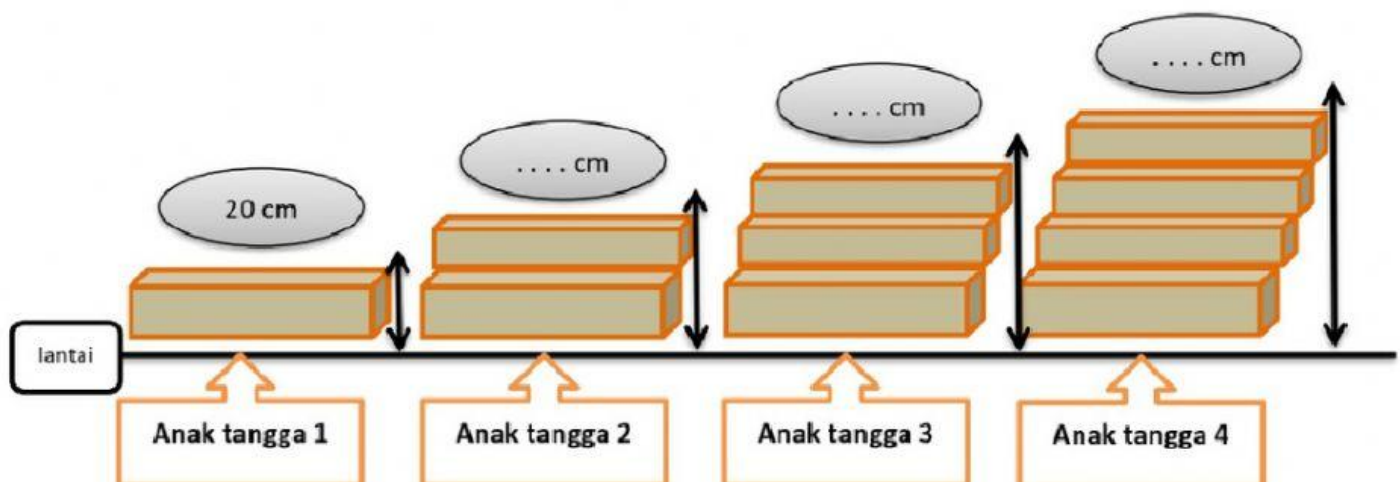 . . . . cm
. . . . cm
. . . . cm
20 cm
lantai
Anak tangga 1
Anak tangga 2
Anak tangga 3
Anak tangga 4